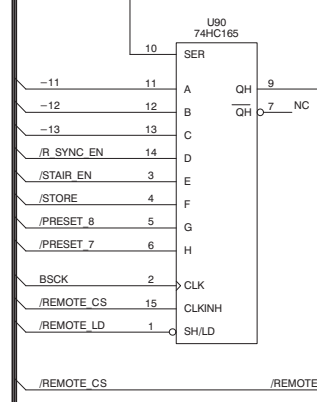 U90
74HC165
10 SER
−11 11 A QH 9
−12 12 B QH 7 NC
−13 13 C
/R_SYNC_EN 14 D
/STAIR_EN 3 E
/STORE 4 F
/PRESET_8 5 G
/PRESET_7 6 H
BSCK 2 CLK
/REMOTE_CS 15 CLKINH
/REMOTE_LD 1 SH/LD
/REMOTE_CS /REMOTE